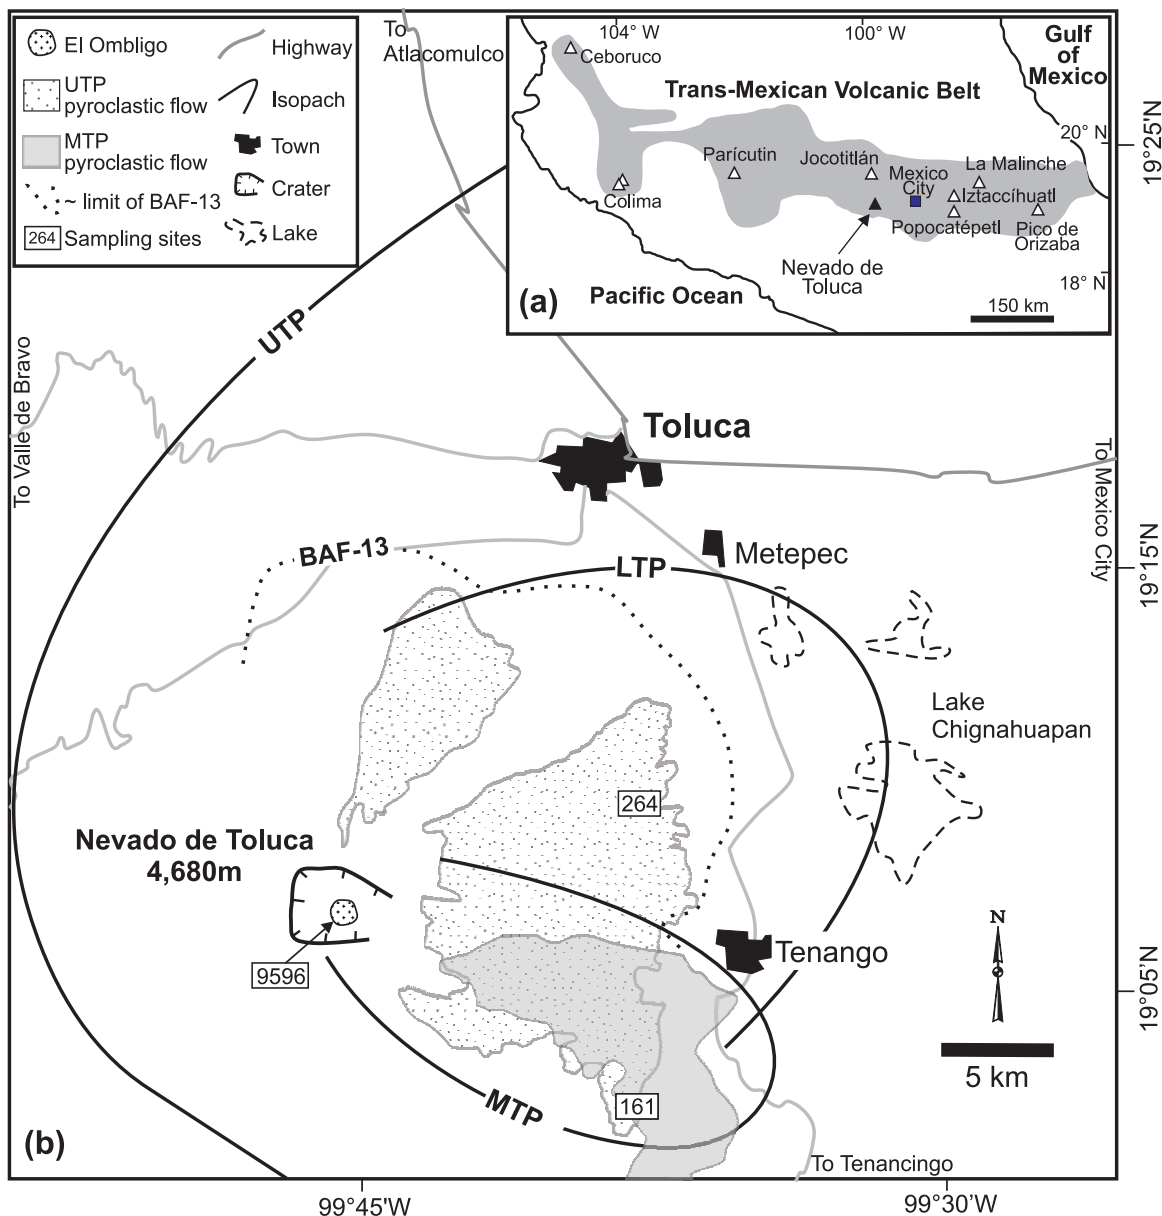 El Ombligo
UTP
pyroclastic flow
MTP
pyroclastic flow
~ limit of BAF-13
264 Sampling sites
Highway
Isopach
Town
Crater
Lake
To
Atlacomulco
104° W
100° W
Gulf
of
Mexico
Ceboruco
Trans-Mexican Volcanic Belt
20° N
Parícutin
Jocotitlán
La Malinche
Mexico
City
Iztaccíhuatl
Colima
Popocatépetl
Pico de
Orizaba
Nevado de
Toluca
18° N
Pacific Ocean
(a)
150 km
19°25'N
UTP
To Valle de Bravo
Toluca
To Mexico City
BAF-13
Metepec
LTP
19°15'N
Lake
Chignahuapan
264
Nevado de Toluca
4,680m
N
9596
Tenango
19°05'N
5 km
MTP
161
(b)
To Tenancingo
99°45'W
99°30'W